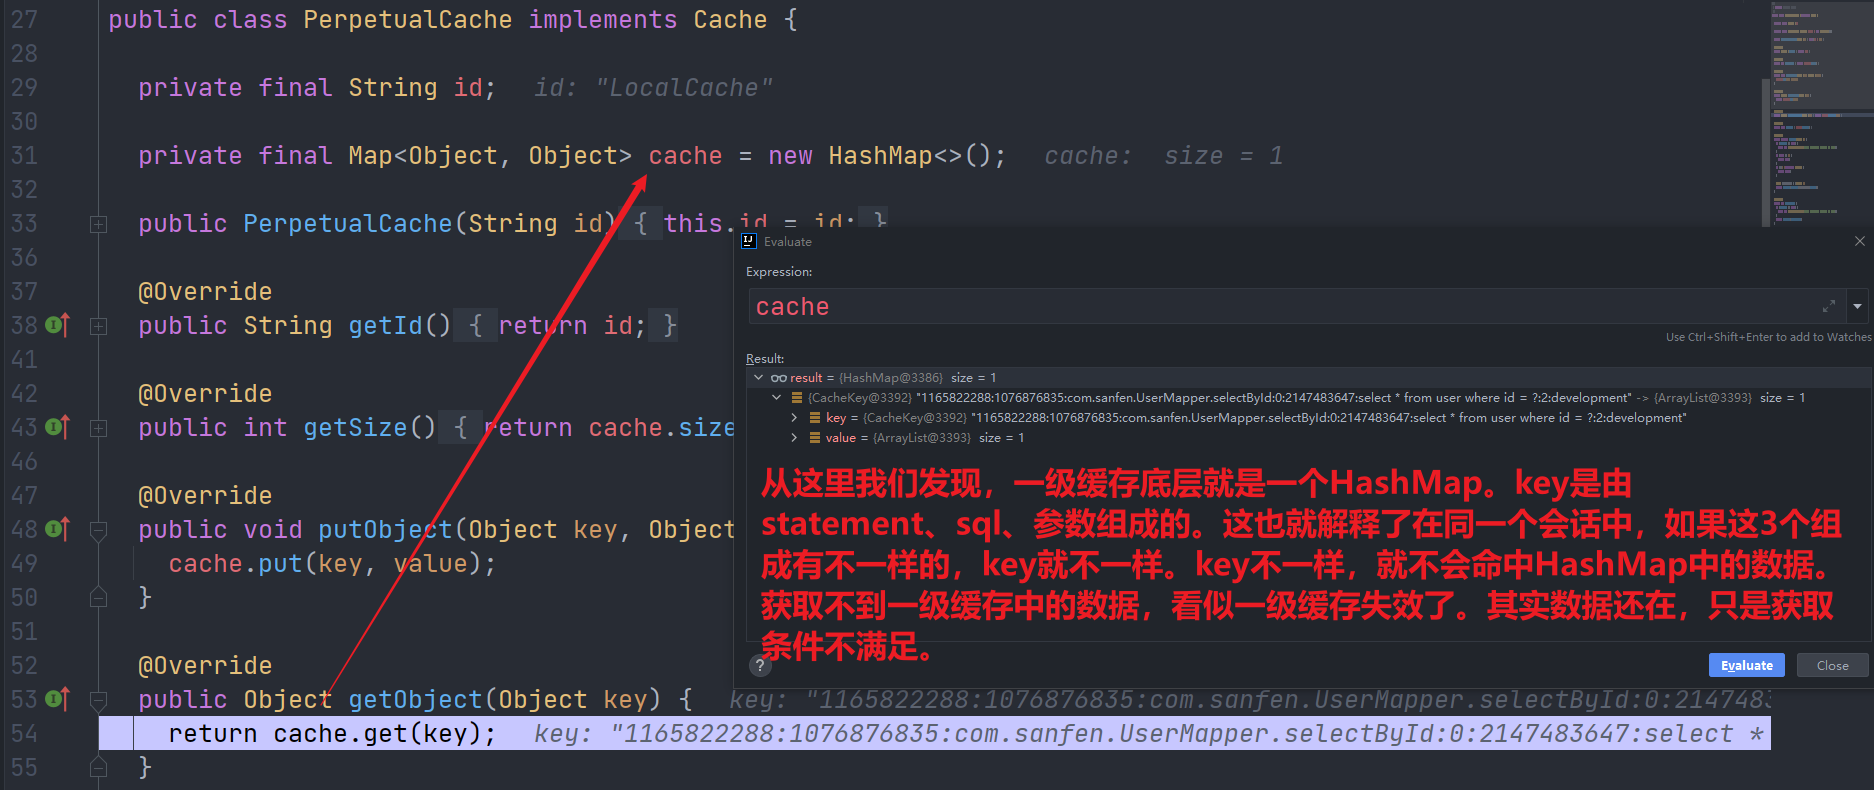 27 public class PerpetualCache implements Cache {
28
29 private final String id; id: "LocalCache"
30
31 private final Map<Object, Object> cache = new HashMap<>(); cache: size = 1
32
33 public PerpetualCache(String id) { this.id = id; }
36
37 @Override
38 public String getId() { return id; }
41
42 @Override
43 public int getSize() { return cache.size
46
47 @Override
48 public void putObject(Object key, Object
49 cache.put(key, value);
50 }
51
52 @Override
53 public Object getObject(Object key) { key: "1165822288:1076876835:com.sanfen.UserMapper.selectById:0:214748
54 return cache.get(key); key: "1165822288:1076876835:com.sanfen.UserMapper.selectById:0:2147483647:select *
55 }
Evaluate
Expression:
cache
Use Ctrl+Shift+Enter to add to Watches
Result:
result = {HashMap@3386} size = 1
{CacheKey@3392} "1165822288:1076876835:com.sanfen.UserMapper.selectById:0:2147483647:select * from user where id = ?:2:development" -> {ArrayList@3393} size = 1
key = {CacheKey@3392} "1165822288:1076876835:com.sanfen.UserMapper.selectById:0:2147483647:select * from user where id = ?:2:development"
value = {ArrayList@3393} size = 1
从这里我们发现，一级缓存底层就是一个HashMap。key是由
statement、sql、参数组成的。这也就解释了在同一个会话中，如果这3个组
成有不一样的，key就不一样。key不一样，就不会命中HashMap中的数据。
获取不到一级缓存中的数据，看似一级缓存失效了。其实数据还在，只是获取
条件不满足。
?
Evaluate
Close